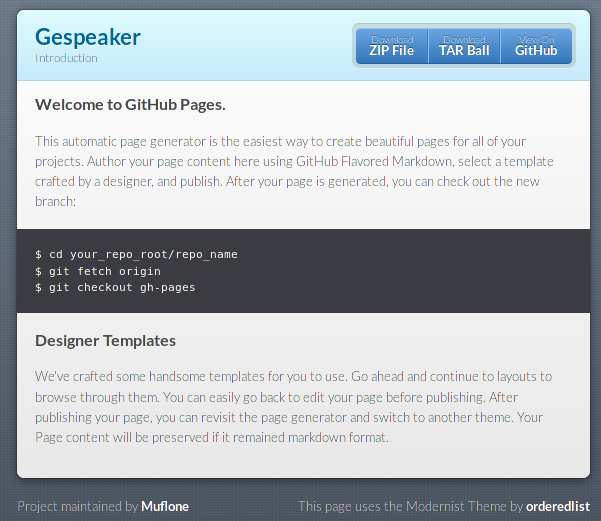 Gespeaker
Introduction
Download
ZIP File
Download
TAR Ball
View On
GitHub
Welcome to GitHub Pages.
This automatic page generator is the easiest way to create beautiful pages for all of your
projects. Author your page content here using GitHub Flavored Markdown, select a template
crafted by a designer, and publish. After your page is generated, you can check out the new
branch:
$ cd your_repo_root/repo_name
$ git fetch origin
$ git checkout gh-pages
Designer Templates
We've crafted some handsome templates for you to use. Go ahead and continue to layouts to
browse through them. You can easily go back to edit your page before publishing. After
publishing your page, you can revisit the page generator and switch to another theme. Your
Page content will be preserved if it remained markdown format.
Project maintained by Muflone
This page uses the Modernist Theme by orderedlist